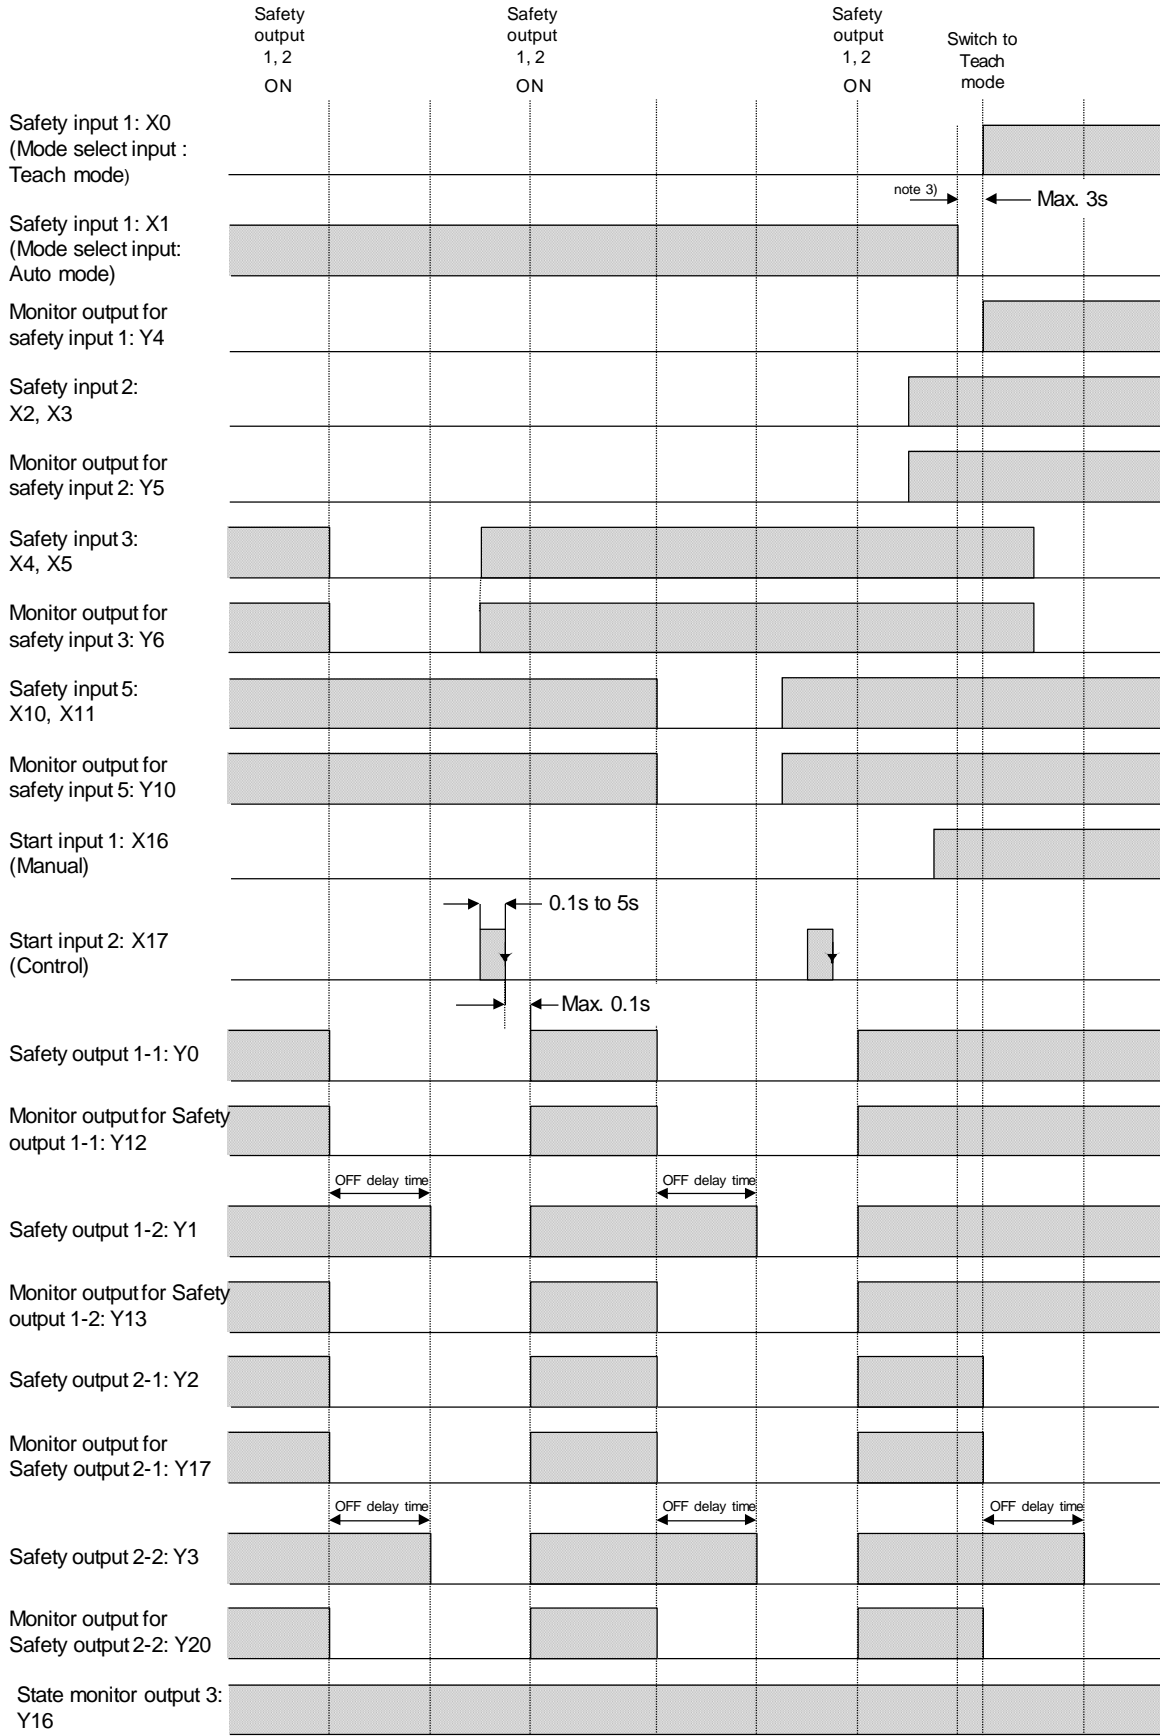 Safety
output
1, 2
ON
Safety
output
1, 2
ON
Safety
output
1, 2
ON
Switch to
Teach
mode
Safety input 1: X0
(Mode select input :
Teach mode)
note 3)
Max. 3s
Safety input 1: X1
(Mode select input:
Auto mode)
Monitor output for
safety input 1: Y4
Safety input 2:
X2, X3
Monitor output for
safety input 2: Y5
Safety input 3:
X4, X5
Monitor output for
safety input 3: Y6
Safety input 5:
X10, X11
Monitor output for
safety input 5: Y10
Start input 1: X16
(Manual)
0.1s to 5s
Start input 2: X17
(Control)
Max. 0.1s
Safety output 1-1: Y0
Monitor output for Safety
output 1-1: Y12
OFF delay time
OFF delay time
Safety output 1-2: Y1
Monitor output for Safety
output 1-2: Y13
Safety output 2-1: Y2
Monitor output for
Safety output 2-1: Y17
OFF delay time
OFF delay time
OFF delay time
Safety output 2-2: Y3
Monitor output for
Safety output 2-2: Y20
State monitor output 3:
Y16